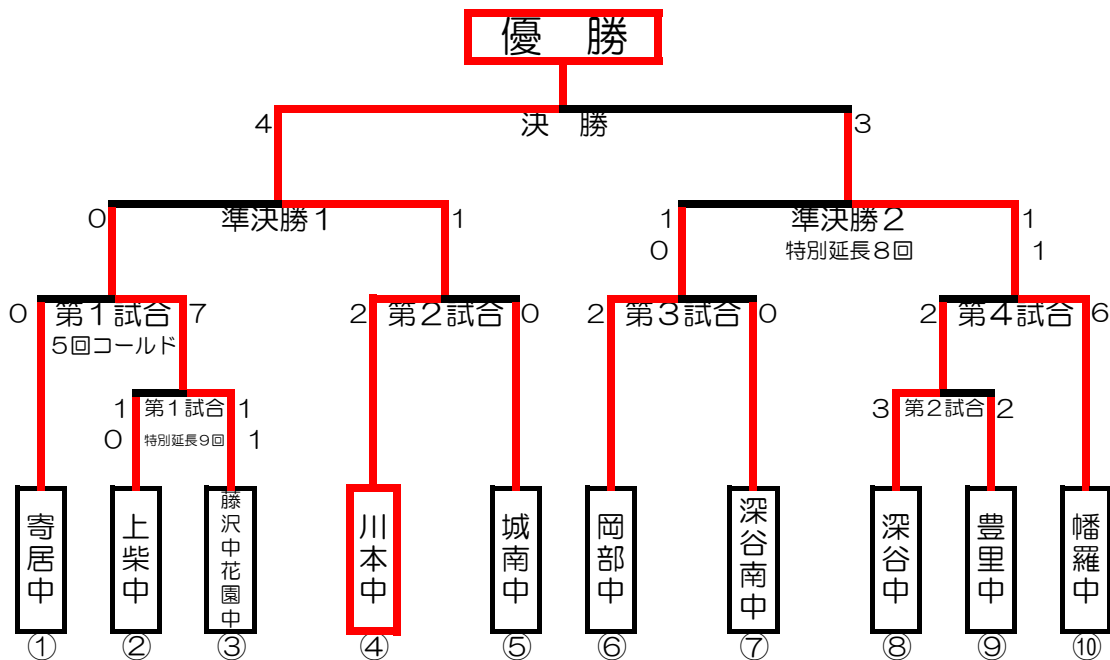 優 勝
4 決 勝 3
0 準決勝1 1
1 準決勝2 1
0 特別延長8回 1
0 第1試合 7
2 第2試合 0
2 第3試合 0
2 第4試合 6
5回コールド
1 第1試合 1
0 特別延長9回 1
3 第2試合 2
寄居中
上柴中
藤沢中花園中
川本中
城南中
岡部中
深谷南中
深谷中
豊里中
幡羅中
① ② ③ ④ ⑤ ⑥ ⑦ ⑧ ⑨ ⑩